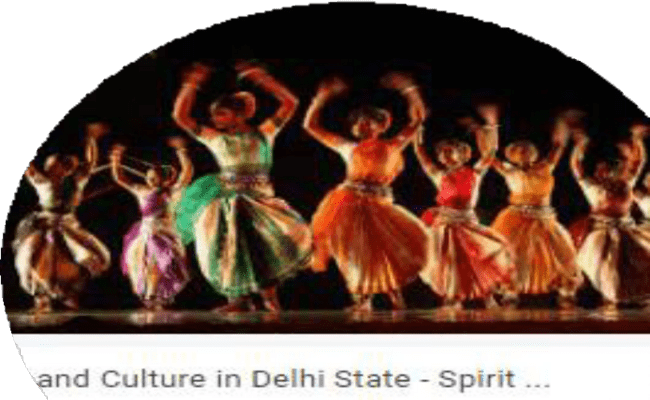 and Culture in Delhi State - Spirit ...